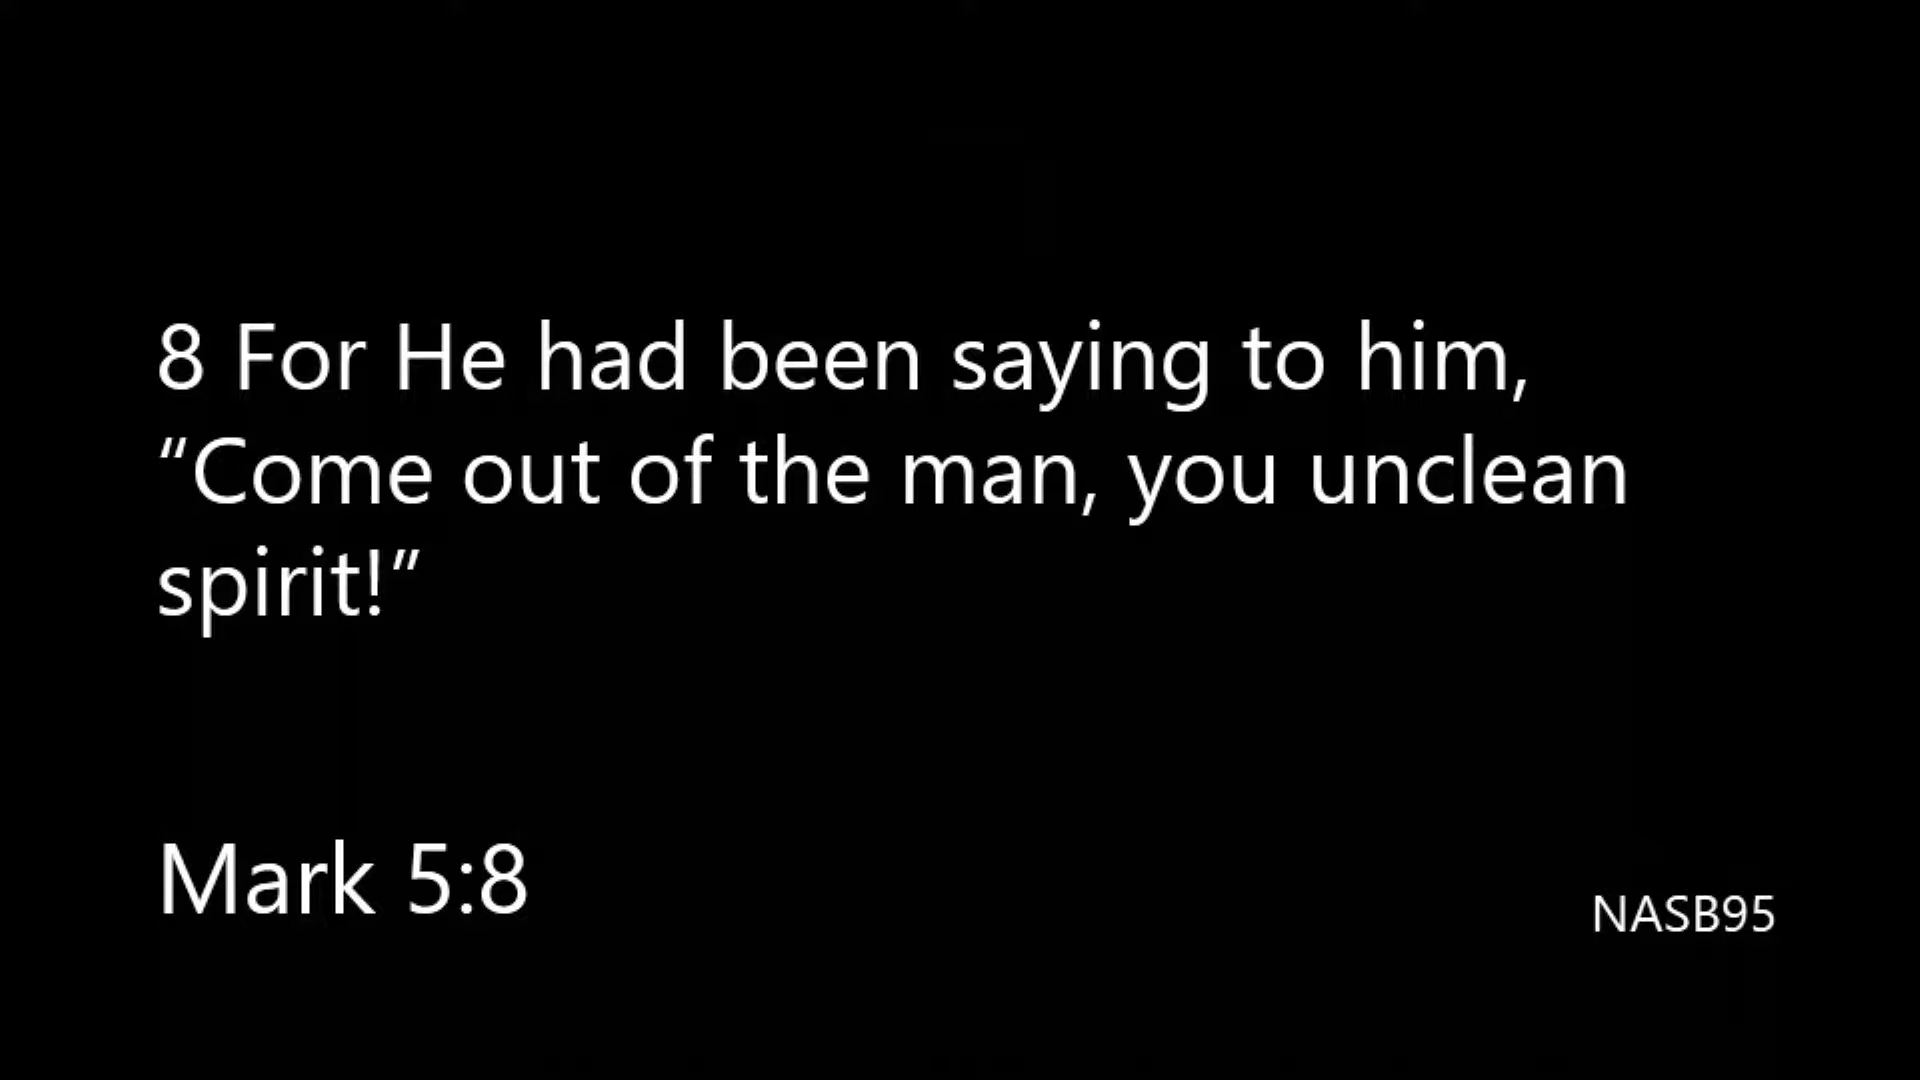 8 For He had been saying to him,
“Come out of the man, you unclean
spirit!”
Mark 5:8
NASB95